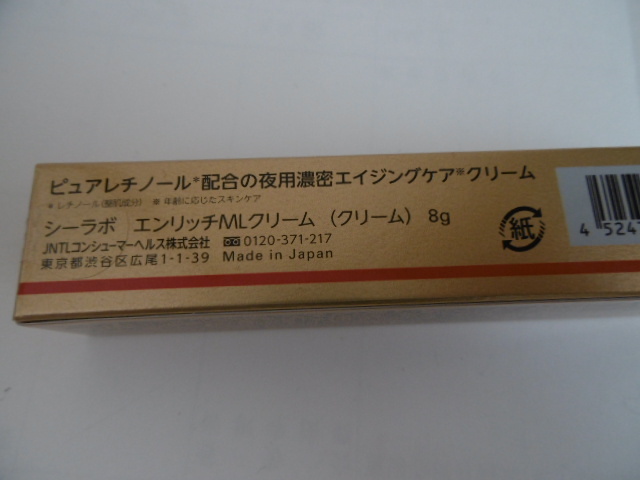 ピュアレチノール*配合の夜用濃密エイジングケア※クリーム
* レチノール(整肌成分) ※ 年齢に応じたスキンケア
シーラボ エンリッチMLクリーム (クリーム) 8g
JNTLコンシューマーヘルス株式会社 0120-371-217
東京都渋谷区広尾1-1-39 Made in Japan
紙
4 524